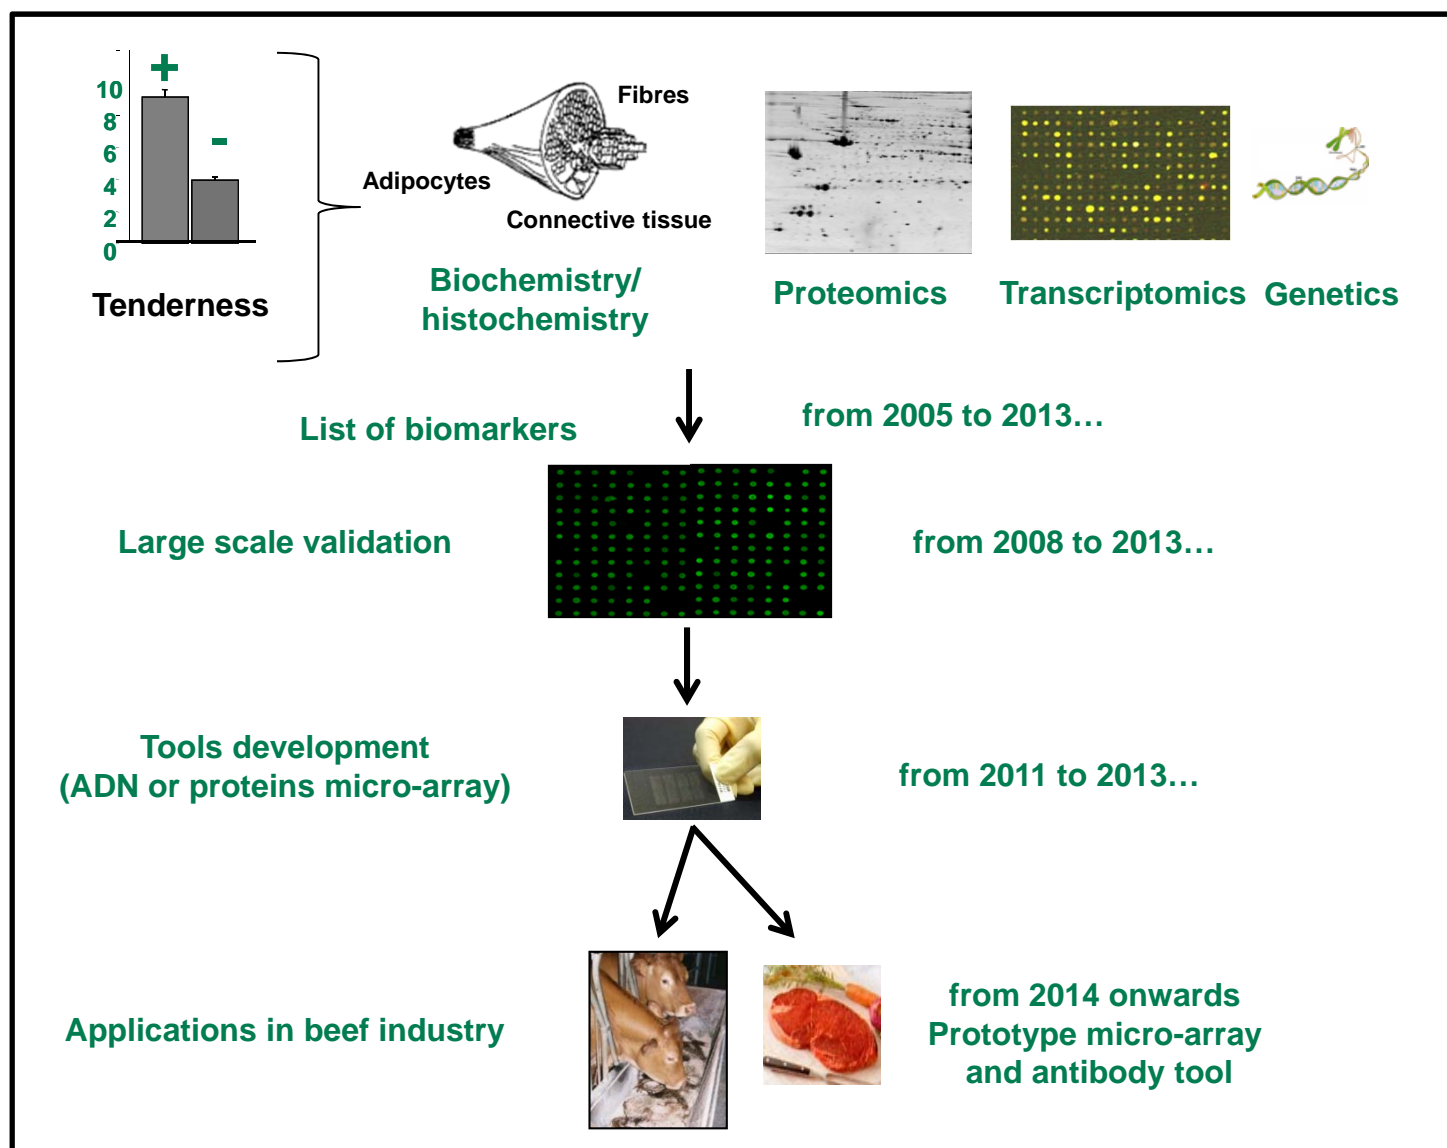 +
-
10
8
6
4
2
0
Tenderness
Fibres
Adipocytes
Connective tissue
Biochemistry/
histochemistry
Proteomics
Transcriptomics
Genetics
List of biomarkers
from 2005 to 2013…
Large scale validation
from 2008 to 2013…
Tools development
(ADN or proteins micro-array)
from 2011 to 2013…
Applications in beef industry
from 2014 onwards
Prototype micro-array
and antibody tool